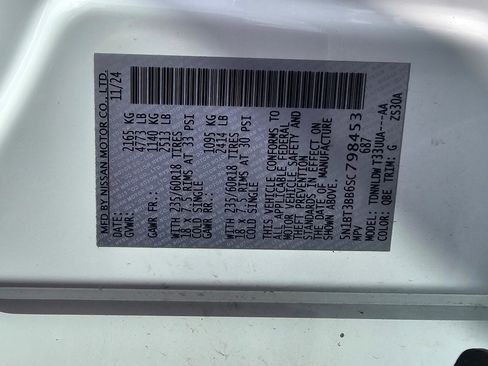 MFD BY NISSAN MOTOR CO.,LTD.
DATE: 11/24
GVWR: 2165 KG
4773 LB
GAWR FR: 1140 KG
2513 LB
WITH 235/60R18 TIRES
18 X 7.5 RIMS AT 33 PSI
COLD SINGLE
GAWR RR: 1095 KG
2414 LB
WITH 235/60R18 TIRES
18 X 7.5 RIMS AT 30 PSI
COLD SINGLE
THIS VEHICLE CONFORMS TO
ALL APPLICABLE FEDERAL
MOTOR VEHICLE SAFETY AND
THEFT PREVENTION
STANDARDS IN EFFECT ON
THE DATE OF MANUFACTURE
SHOWN ABOVE
5N1BT3BB6SC798453
MPV 687
MODEL: TDNNLDW T33NUA---AA
COLOR: QBE TRIM: G ZS30A